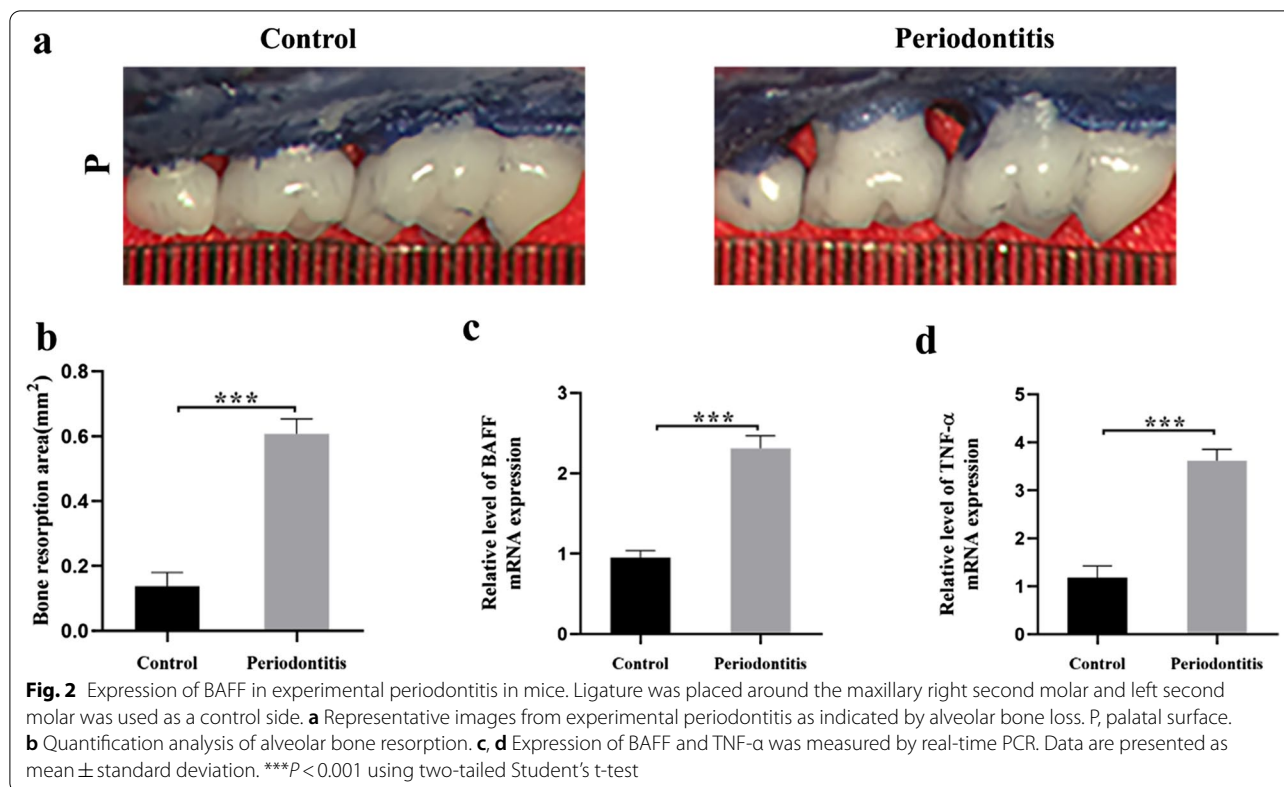 a
Control
Periodontitis
P
b
Bone resorption area(mm²)
0.8
0.6
0.4
0.2
0.0
***
Control
Periodontitis
c
Relative level of BAFF
mRNA expression
3
2
1
0
***
Control
Periodontitis
d
Relative level of TNF-α
mRNA expression
5
4
3
2
1
0
***
Control
Periodontitis
Fig. 2 Expression of BAFF in experimental periodontitis in mice. Ligature was placed around the maxillary right second molar and left second
molar was used as a control side. a Representative images from experimental periodontitis as indicated by alveolar bone loss. P, palatal surface.
b Quantification analysis of alveolar bone resorption. c, d Expression of BAFF and TNF-α was measured by real-time PCR. Data are presented as
mean ± standard deviation. ***P < 0.001 using two-tailed Student's t-test